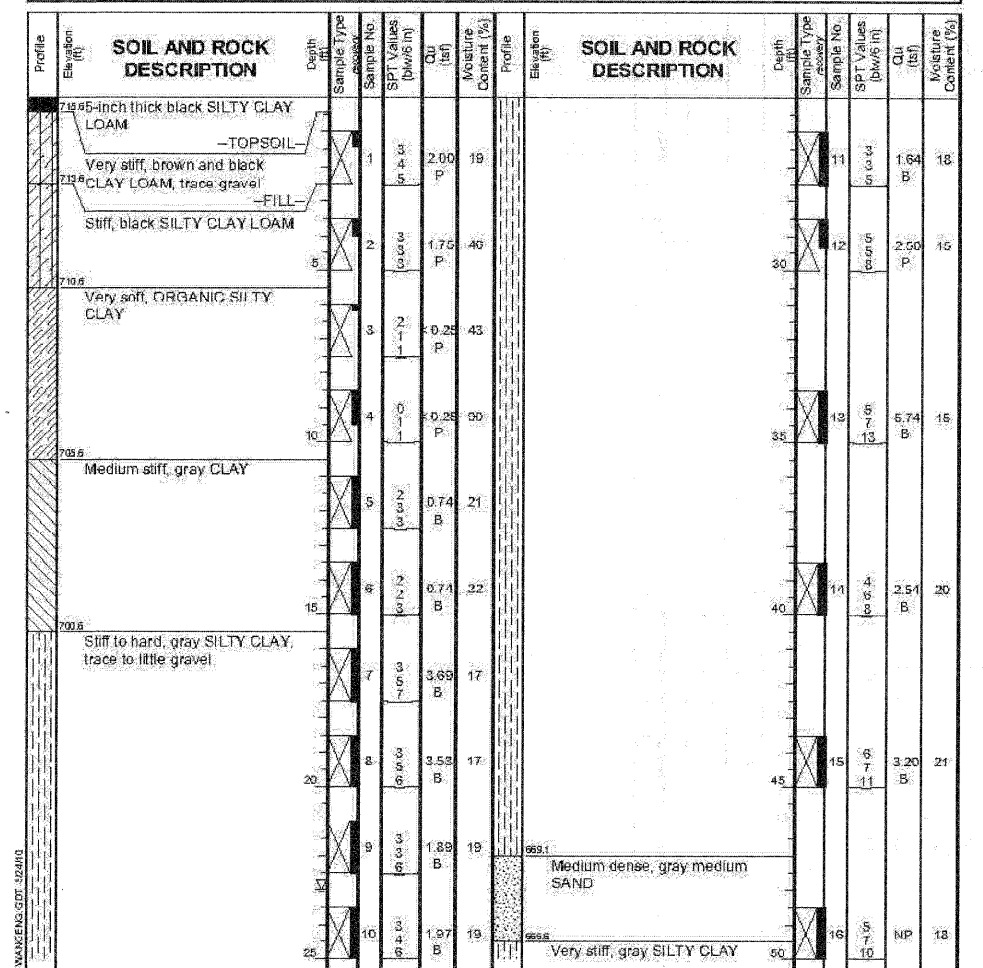 Profile
Elevation (ft)
SOIL AND ROCK DESCRIPTION
Depth (ft)
Sample Type
recovery
Sample No.
SPT Values (blw/6 in)
Qu (tsf)
Moisture Content (%)
715.6 5-inch thick black SILTY CLAY
LOAM
--TOPSOIL--
Very stiff, brown and black
713.6 CLAY LOAM, trace gravel
--FILL--
Stiff, black SILTY CLAY LOAM
1 3 4 5 2.00 P 19
2 3 3 1.75 P 40
5
710.6
Very soft, ORGANIC SILTY
CLAY
3 2 1 1 < 0.25 P 43
4 0 1 1 < 0.25 P
10
705.6
Medium stiff, gray CLAY
5 2 3 3 0.74 B 21
6 2 2 3 0.74 B 22
15
700.6
Stiff to hard, gray SILTY CLAY,
trace to little gravel
7 3 5 7 3.69 B 17
8 3 5 6 3.53 B 17
20
9 3 3 6 1.89 B 19
10 3 4 6 1.97 B 19
25
Profile
Elevation (ft)
SOIL AND ROCK DESCRIPTION
Depth (ft)
Sample Type
recovery
Sample No.
SPT Values (blw/6 in)
Qu (tsf)
Moisture Content (%)
11 3 3 5 1.64 B 18
12 5 5 2.50 P 15
30
13 5 7 13 5.74 B 15
35
14 4 6 8 2.54 B 20
40
15 6 7 11 3.20 B 21
45
669.1
Medium dense, gray medium
SAND
16 5 7 10 NP 18
Very stiff, gray SILTY CLAY
50